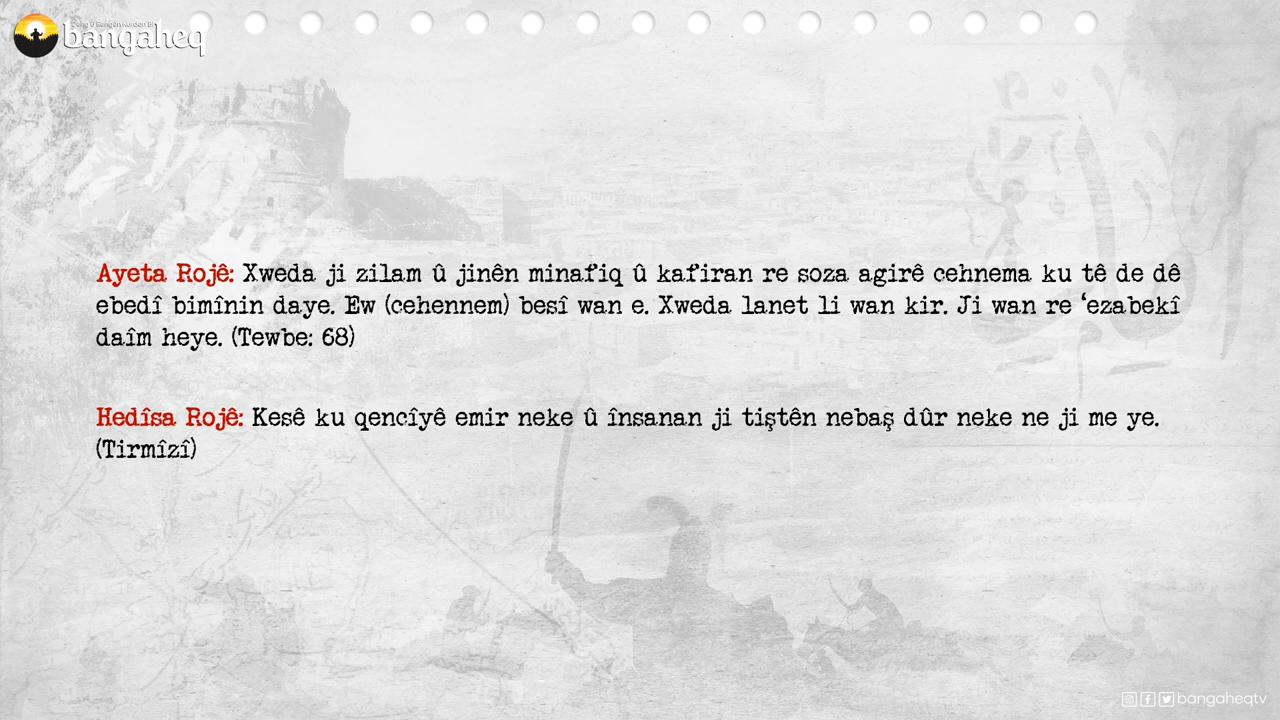 bangaheq
Ayeta Rojê: Xweda ji zilam û jinên minafiq û kafiran re soza agirê cehnema ku tê de dê
ebedî bimînin daye. Ew (cehennem) besî wan e. Xweda lanet li wan kir. Ji wan re ‘ezabekî
daîm heye. (Tewbe: 68)
Hedîsa Rojê: Kesê ku qencîyê emir neke û însanan ji tiştên nebaş dûr neke ne ji me ye.
(Tirmîzî)
bangaheqtv